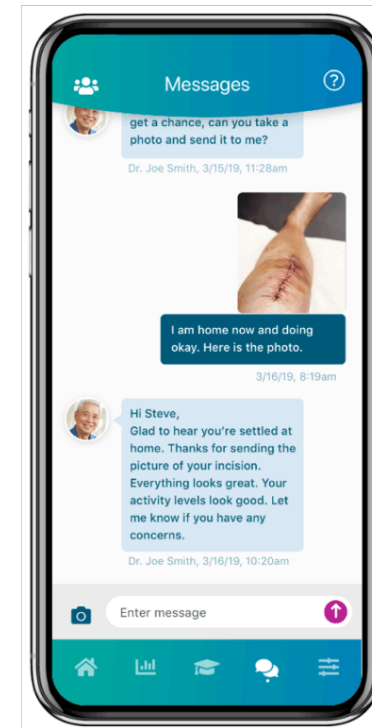 Messages
?
get a chance, can you take a
photo and send it to me?
Dr. Joe Smith, 3/15/19, 11:28am
I am home now and doing
okay. Here is the photo.
3/16/19, 8:19am
Hi Steve,
Glad to hear you're settled at
home. Thanks for sending the
picture of your incision.
Everything looks great. Your
activity levels look good. Let
me know if you have any
concerns.
Dr. Joe Smith, 3/16/19, 10:20am
Enter message